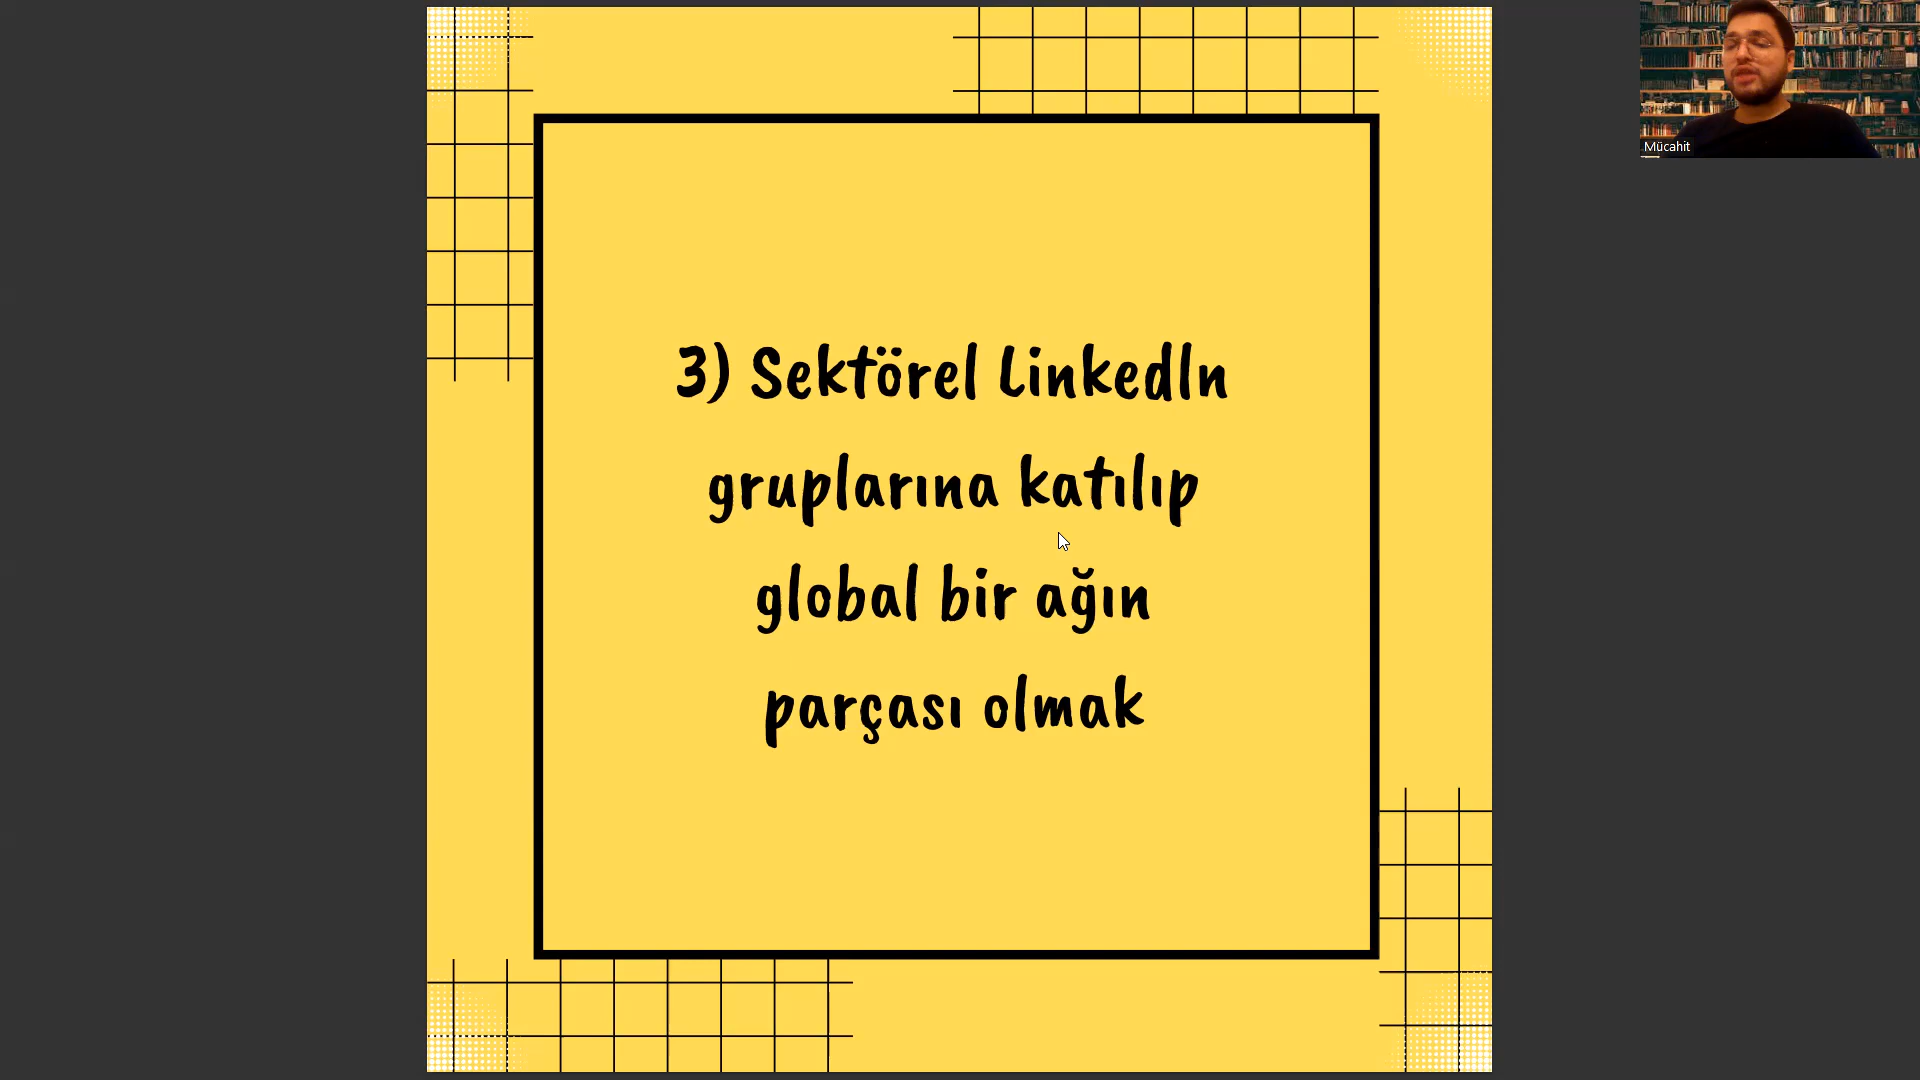 3) Sektörel LinkedIn
gruplarına katılıp
global bir ağın
parçası olmak
Mücahit